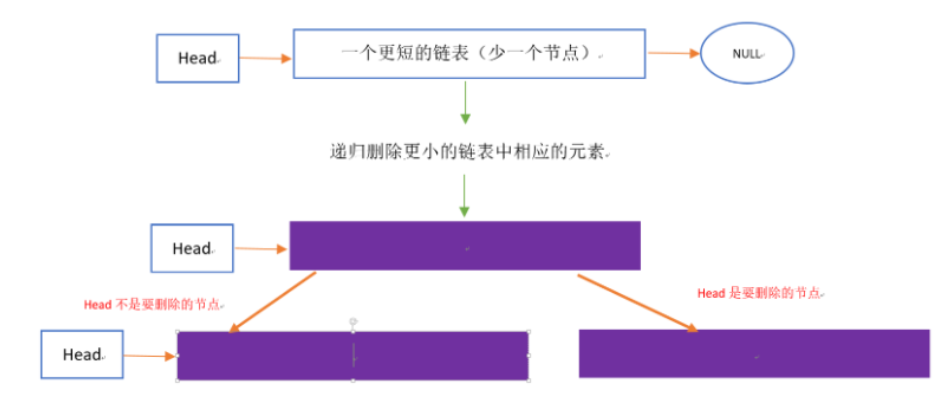 Head
一个更短的链表（少一个节点）
NULL
递归删除更小的链表中相应的元素
Head
Head 不是要删除的节点
Head 是要删除的节点
Head